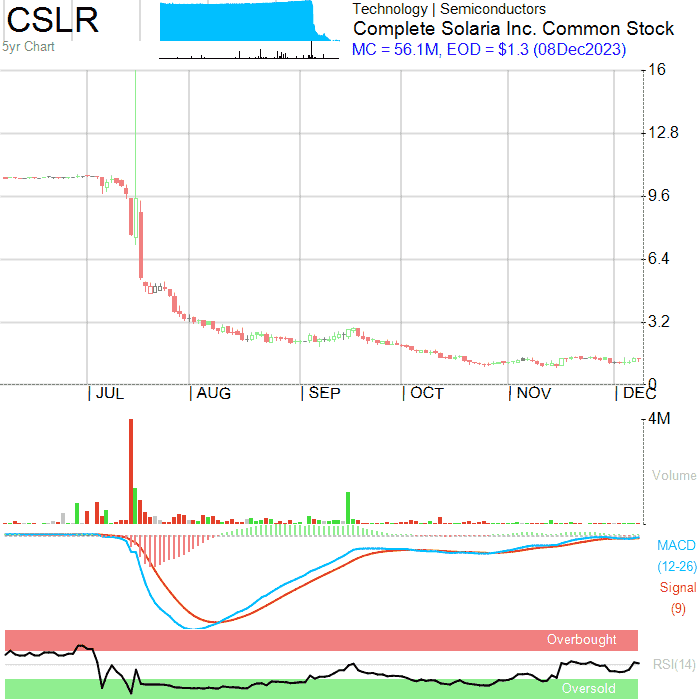 CSLR
5yr Chart
Technology | Semiconductors
Complete Solaria Inc. Common Stock
MC = 56.1M, EOD = $1.3 (08Dec2023)
16
12.8
9.6
6.4
3.2
0
| JUL | AUG | SEP | OCT | NOV | DEC
4M
Volume
MACD
(12-26)
Signal
(9)
Overbought
RSI(14)
Oversold